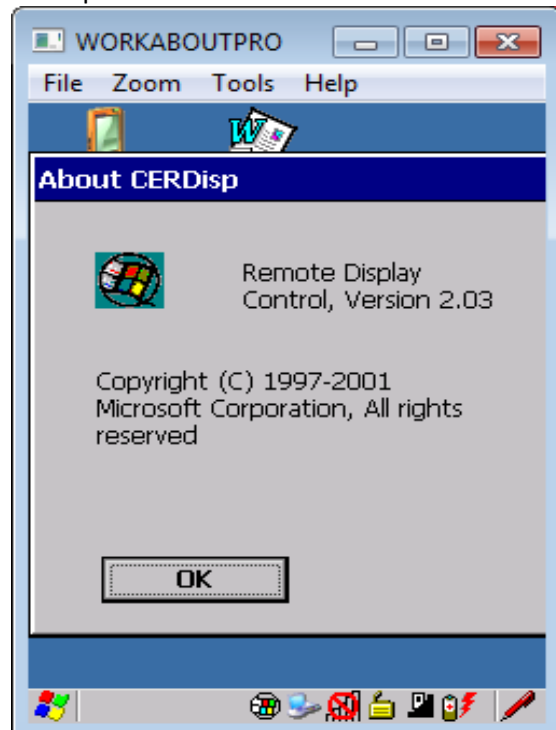 WORKABOUTPRO
File Zoom Tools Help
About CERDisp
Remote Display
Control, Version 2.03
Copyright (C) 1997-2001
Microsoft Corporation, All rights
reserved
OK